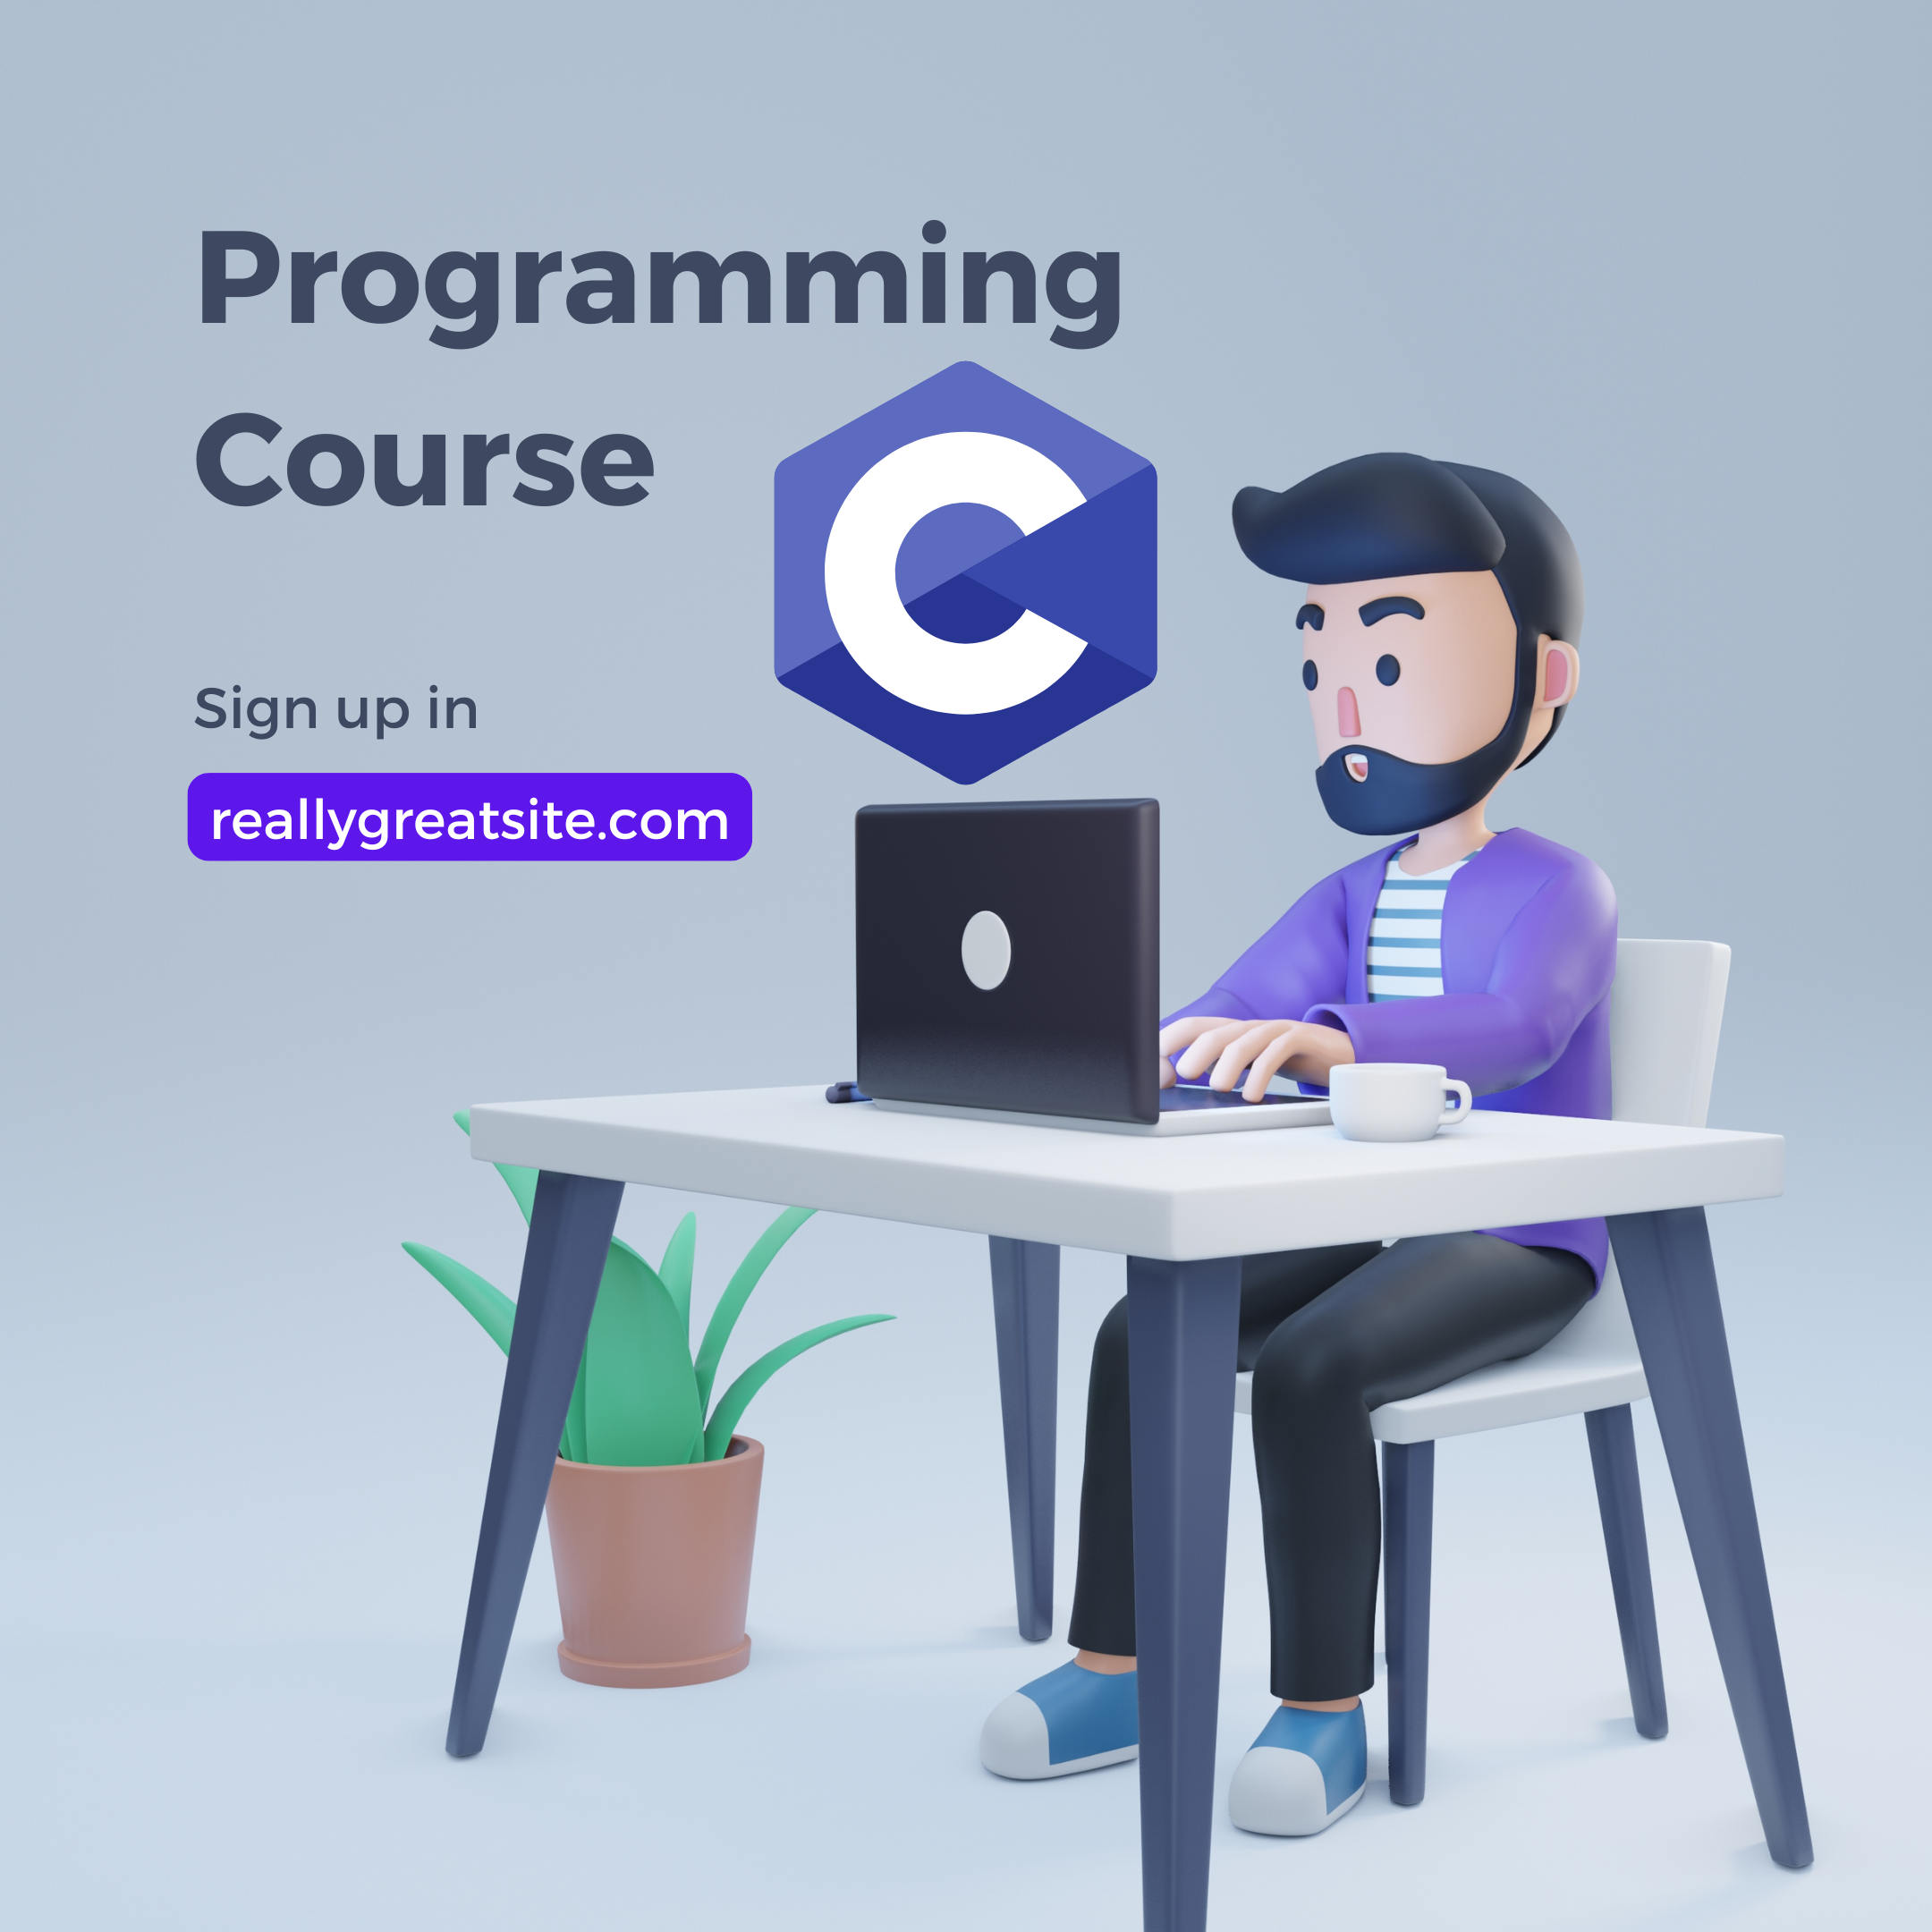 Programming
Course
C
Sign up in
reallygreatsite.com